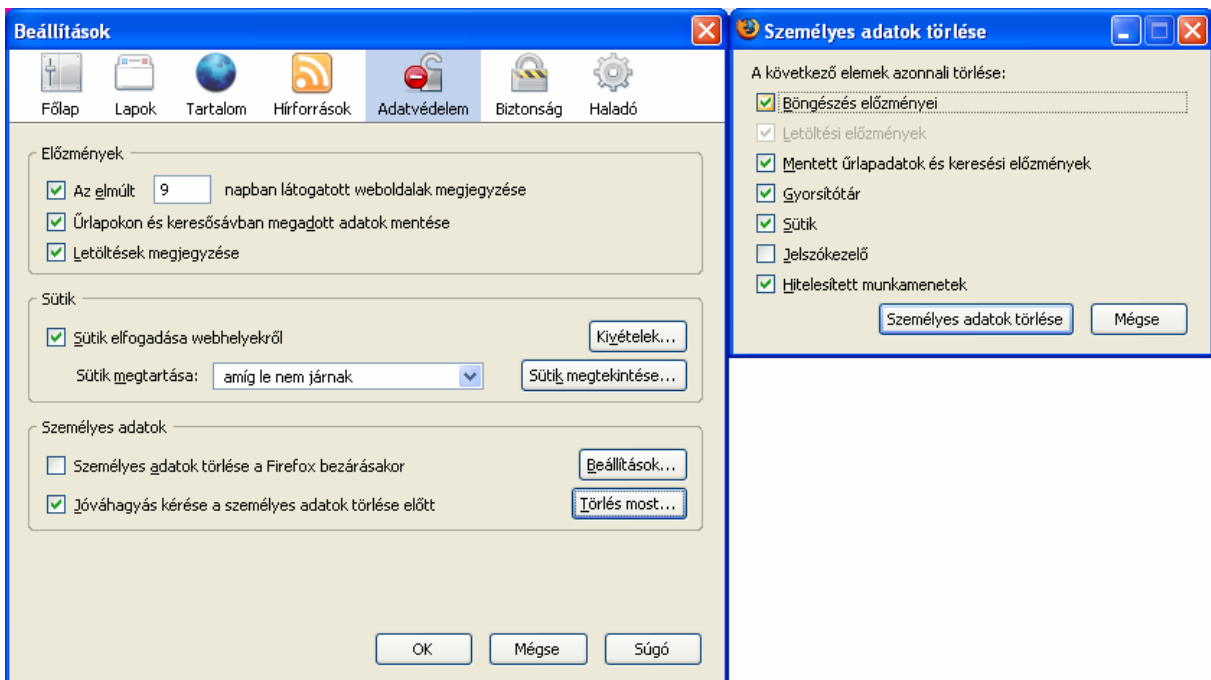 Beállítások
Főlap Lapok Tartalom Hírforrások Adatvédelem Biztonság Haladó
Előzmények
Az elmúlt 9 napban látogatott weboldalak megjegyzése
Űrlapokon és keresősávban megadott adatok mentése
Letöltések megjegyzése
Sütik
Sütik elfogadása webhelyekről Kivételek...
Sütik megtartása: amíg le nem járnak Sütik megtekintése...
Személyes adatok
Személyes adatok törlése a Firefox bezárásakor Beállítások...
Jóváhagyás kérése a személyes adatok törlése előtt Törlés most...
OK Mégse Súgó
Személyes adatok törlése
A következő elemek azonnali törlése:
Böngészés előzményei
Letöltési előzmények
Mentett űrlapadatok és keresési előzmények
Gyorsítótár
Sütik
Jelszókezelő
Hitelesített munkamenetek
Személyes adatok törlése Mégse